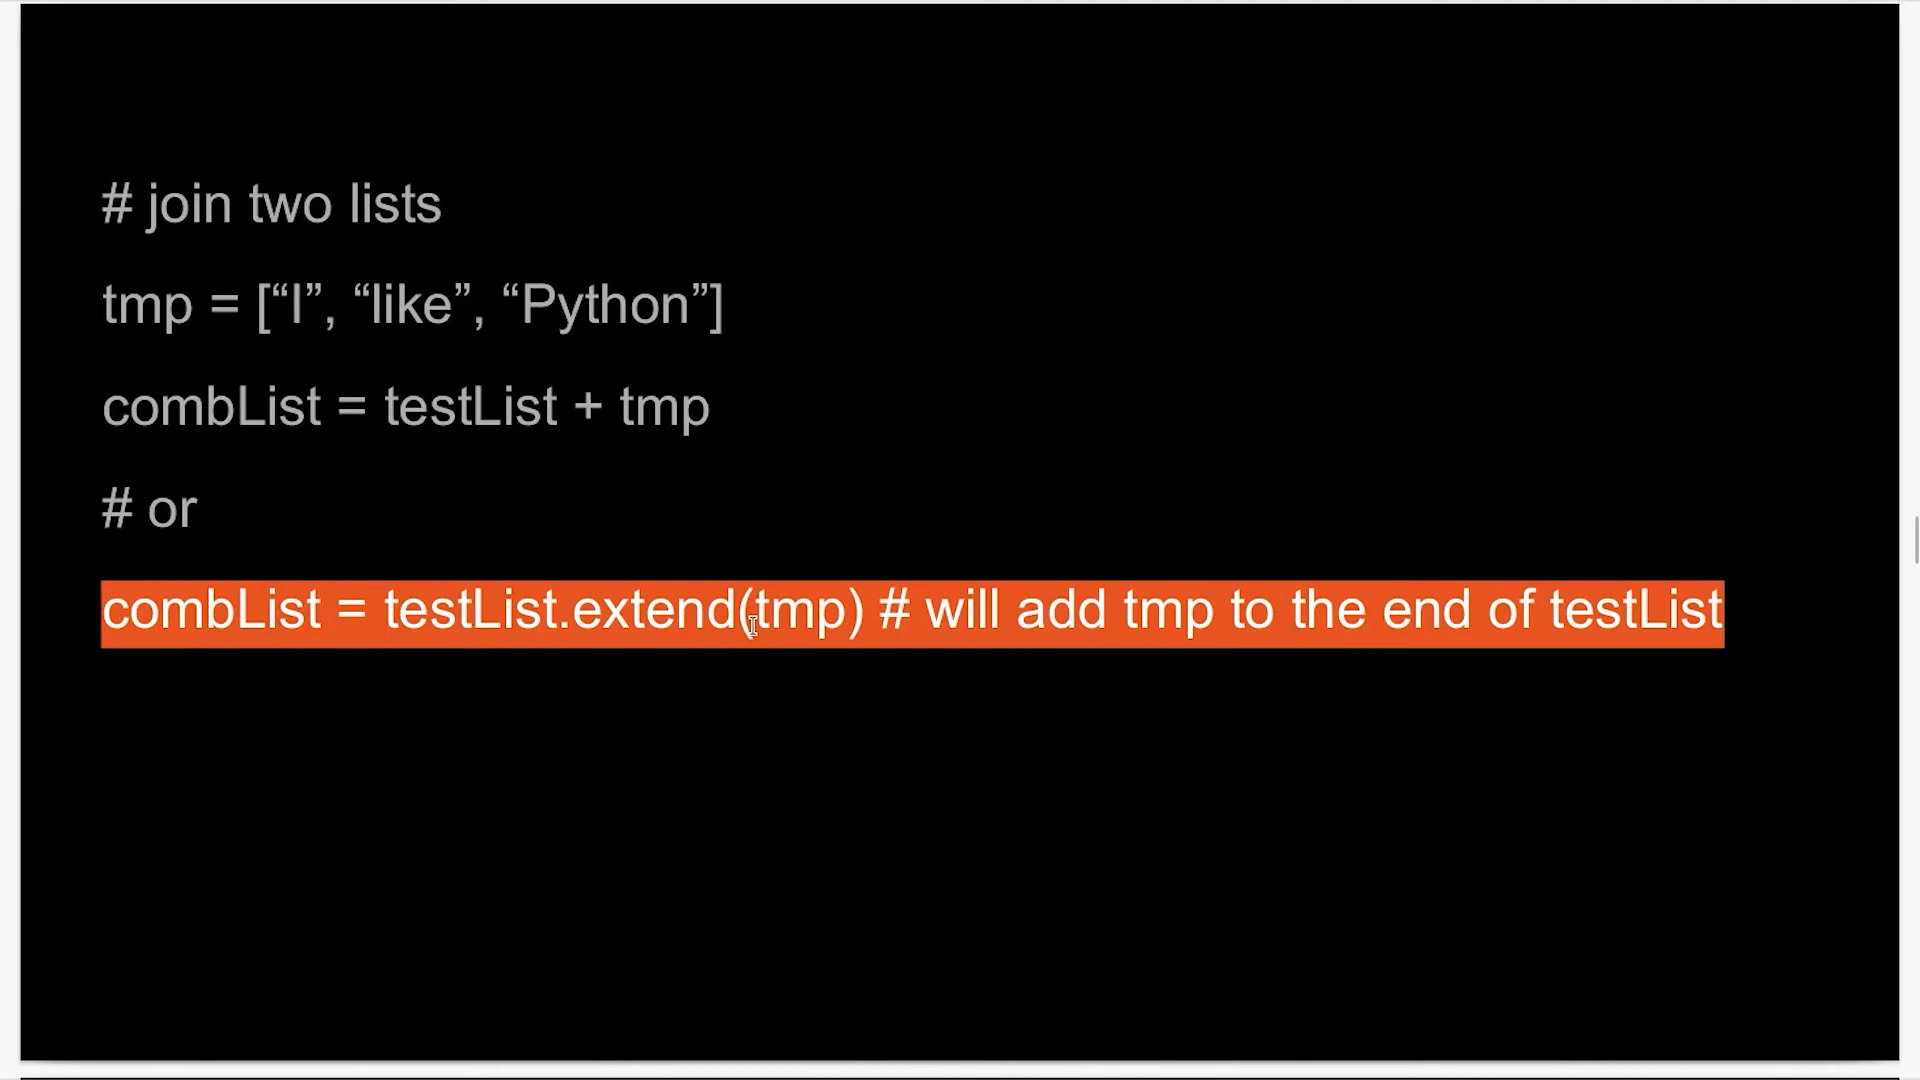 # join two lists
tmp = [“I”, “like”, “Python”]
combList = testList + tmp
# or
combList = testList.extend(tmp) # will add tmp to the end of testList